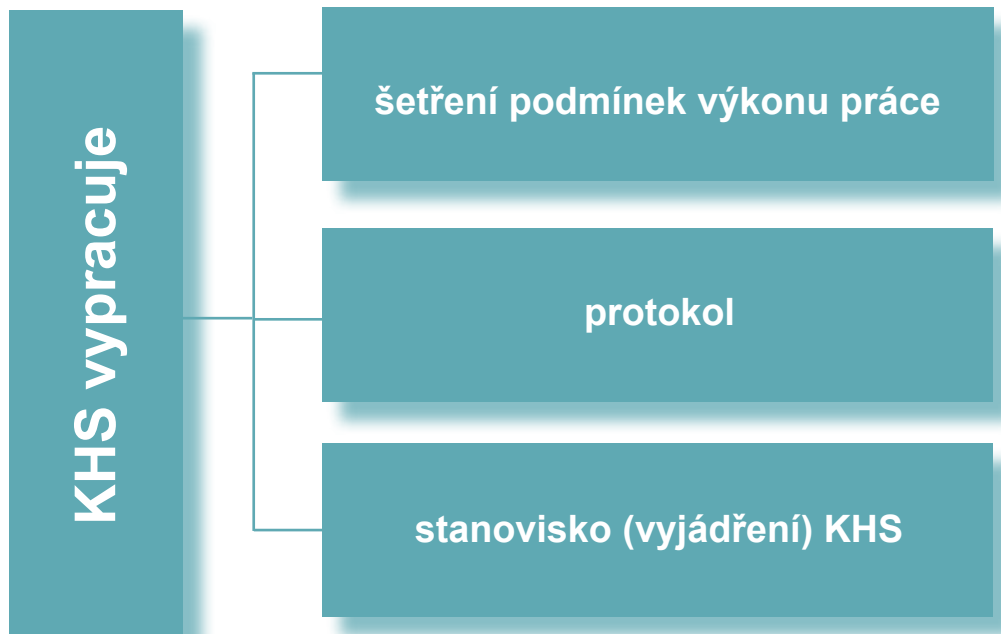 KHS vypracuje
šetření podmínek výkonu práce
protokol
stanovisko (vyjádření) KHS